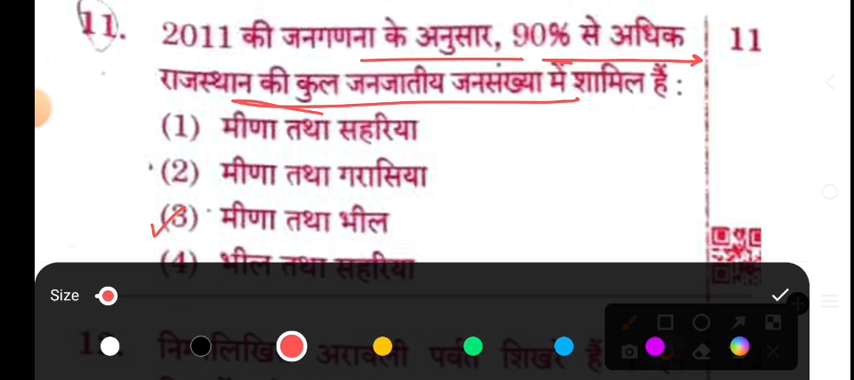 11. 2011 की जनगणना के अनुसार, 90% से अधिक
राजस्थान की कुल जनजातीय जनसंख्या में शामिल हैं :
(1) मीणा तथा सहरिया
(2) मीणा तथा गरासिया
(3) मीणा तथा भील
(4) भील तथा सहरिया
11
Size
निम्नलिखि अरावली पर्वत शिखर